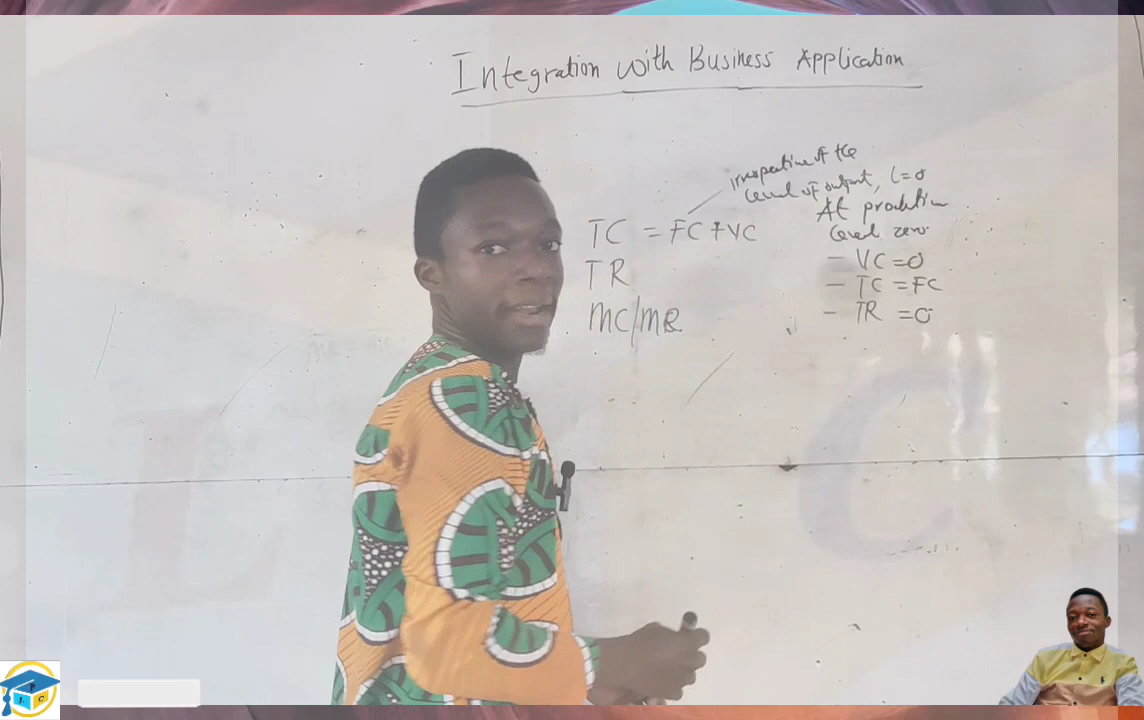 Integration with Business Application
irrespective of the
level of output, L=0
At production
level zero
TC = FC+VC
TR
MC/MR
- VC =0
- TC =FC
- TR =0